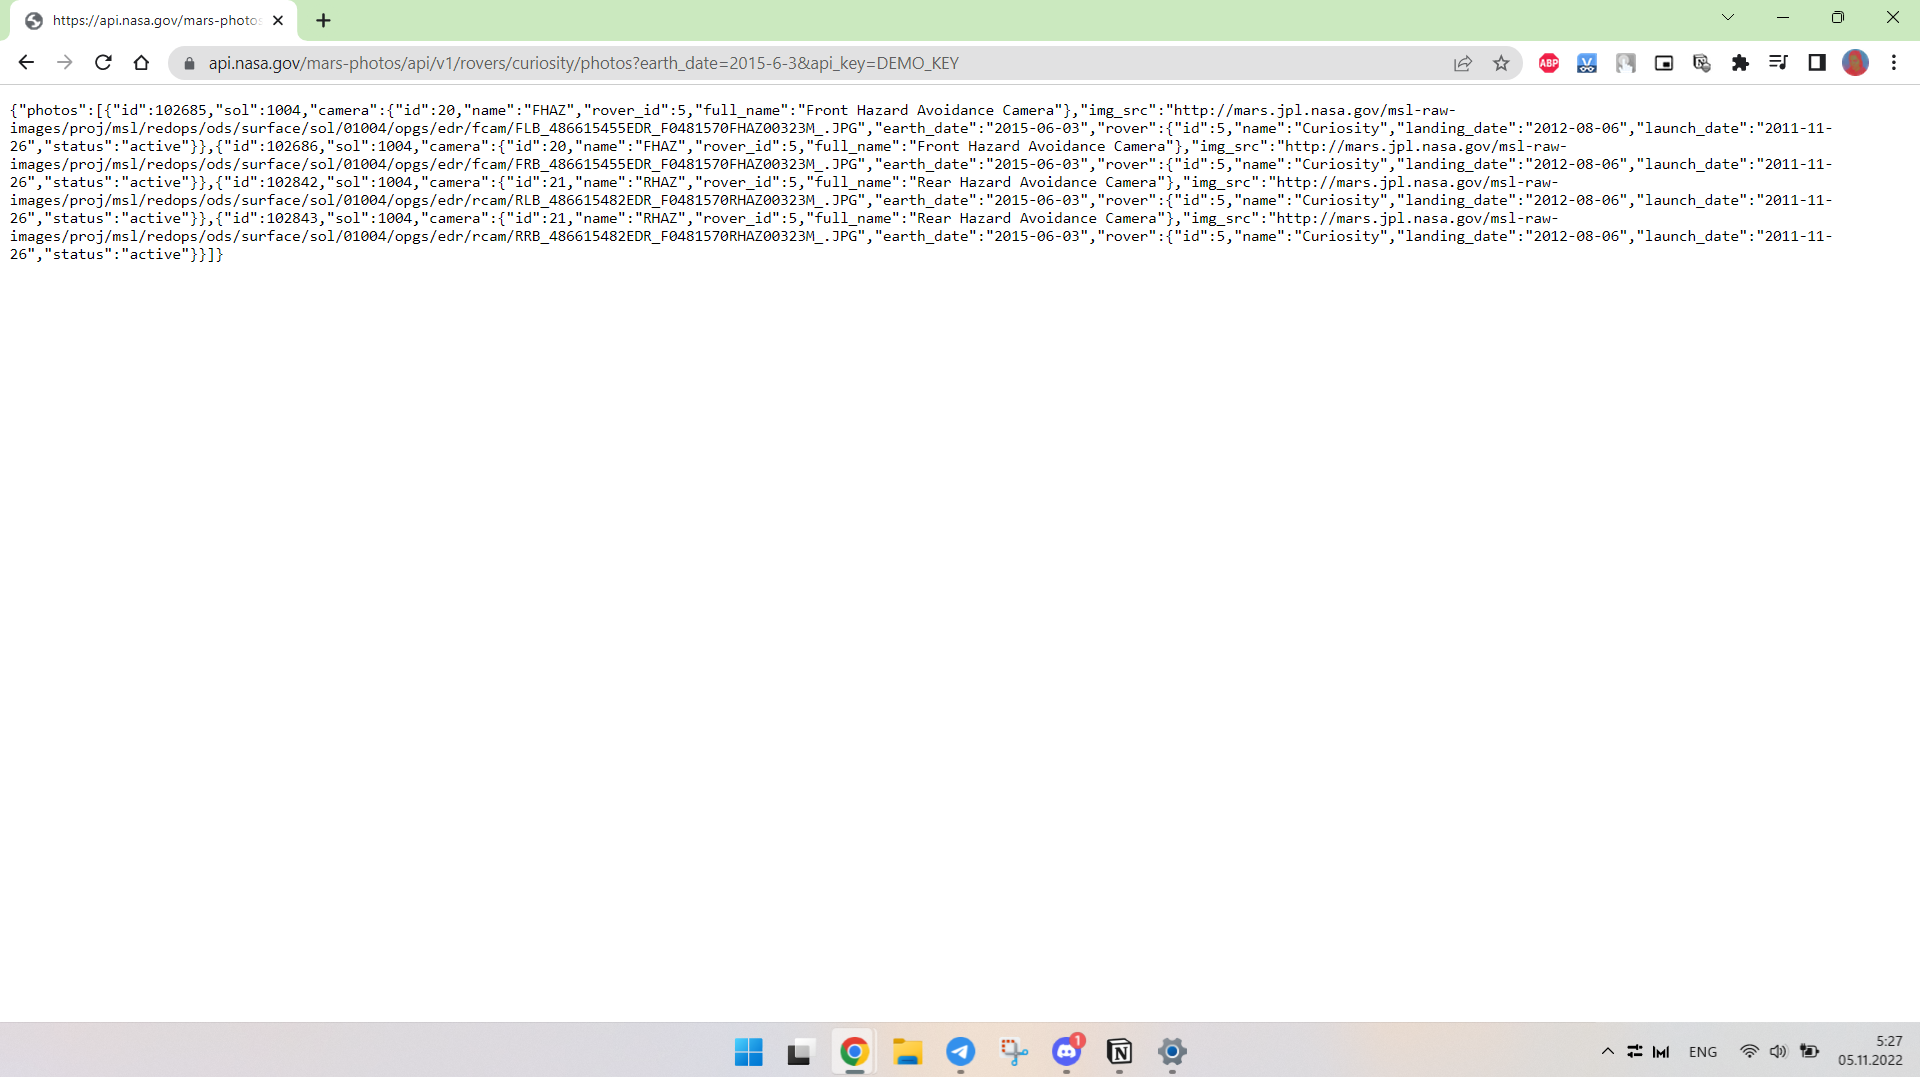 https://api.nasa.gov/mars-photos
api.nasa.gov/mars-photos/api/v1/rovers/curiosity/photos?earth_date=2015-6-3&api_key=DEMO_KEY
ABP
{"photos":[{"id":102685,"sol":1004,"camera":{"id":20,"name":"FHAZ","rover_id":5,"full_name":"Front Hazard Avoidance Camera"},"img_src":"http://mars.jpl.nasa.gov/msl-raw-
images/proj/msl/redops/ods/surface/sol/01004/opgs/edr/fcam/FLB_486615455EDR_F0481570FHAZ00323M_.JPG","earth_date":"2015-06-03","rover":{"id":5,"name":"Curiosity","landing_date":"2012-08-06","launch_date":"2011-11-
26","status":"active"}},{"id":102686,"sol":1004,"camera":{"id":20,"name":"FHAZ","rover_id":5,"full_name":"Front Hazard Avoidance Camera"},"img_src":"http://mars.jpl.nasa.gov/msl-raw-
images/proj/msl/redops/ods/surface/sol/01004/opgs/edr/fcam/FRB_486615455EDR_F0481570FHAZ00323M_.JPG","earth_date":"2015-06-03","rover":{"id":5,"name":"Curiosity","landing_date":"2012-08-06","launch_date":"2011-11-
26","status":"active"}},{"id":102842,"sol":1004,"camera":{"id":21,"name":"RHAZ","rover_id":5,"full_name":"Rear Hazard Avoidance Camera"},"img_src":"http://mars.jpl.nasa.gov/msl-raw-
images/proj/msl/redops/ods/surface/sol/01004/opgs/edr/rcam/RLB_486615482EDR_F0481570RHAZ00323M_.JPG","earth_date":"2015-06-03","rover":{"id":5,"name":"Curiosity","landing_date":"2012-08-06","launch_date":"2011-11-
26","status":"active"}},{"id":102843,"sol":1004,"camera":{"id":21,"name":"RHAZ","rover_id":5,"full_name":"Rear Hazard Avoidance Camera"},"img_src":"http://mars.jpl.nasa.gov/msl-raw-
images/proj/msl/redops/ods/surface/sol/01004/opgs/edr/rcam/RRB_486615482EDR_F0481570RHAZ00323M_.JPG","earth_date":"2015-06-03","rover":{"id":5,"name":"Curiosity","landing_date":"2012-08-06","launch_date":"2011-11-
26","status":"active"}}]}
1
ENG
5:27
05.11.2022